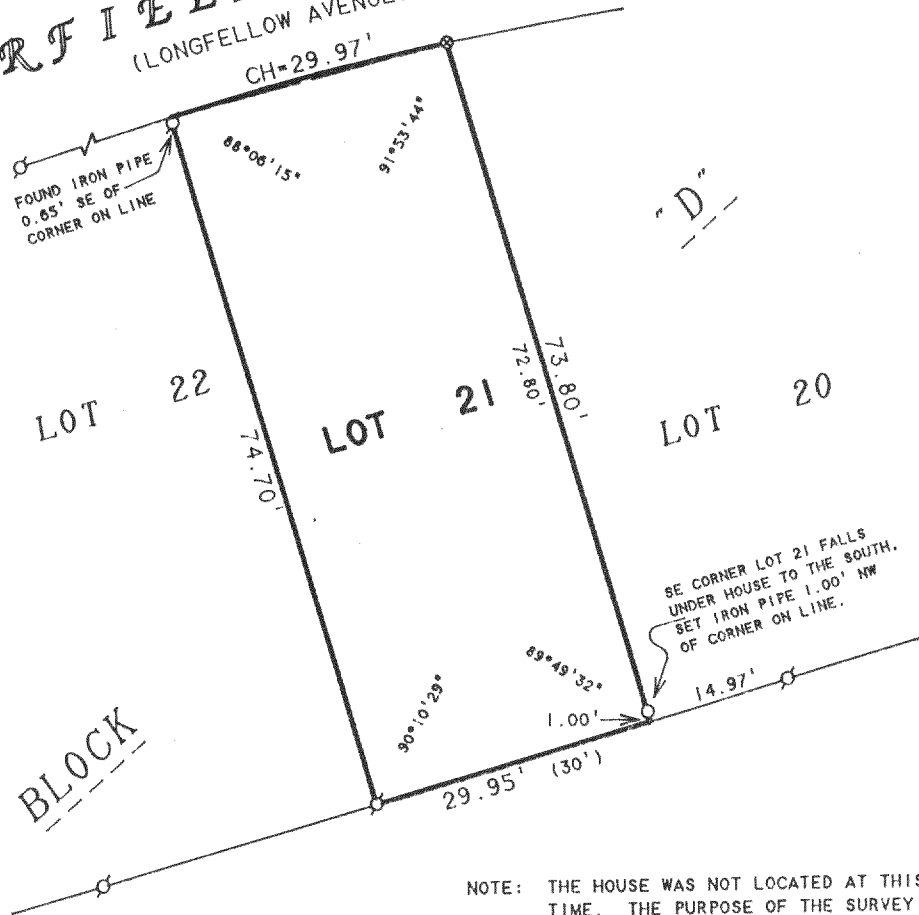 RFIEL
(LONGFELLOW AVENUE
CH=29.97'
88°06'15"
91°53'44"
FOUND IRON PIPE
0.65' SE OF
CORNER ON LINE
"D"
LOT 22
LOT 21
LOT 20
72.80'
73.80'
74.70'
SE CORNER LOT 21 FALLS
UNDER HOUSE TO THE SOUTH.
SET IRON PIPE 1.00' NW
OF CORNER ON LINE.
89°49'32"
90°10'29"
1.00'
14.97'
29.95' (30')
BLOCK
NOTE: THE HOUSE WAS NOT LOCATED AT THIS
TIME. THE PURPOSE OF THE SURVEY